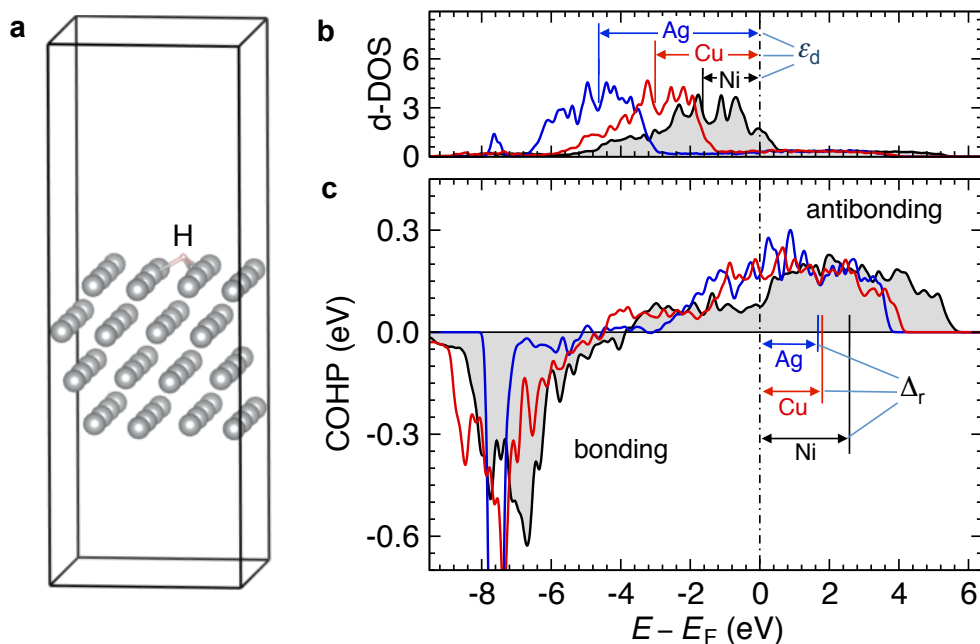 a
H
b
d-DOS
6
3
0
Ag
Cu
Ni
εd
c
COHP (eV)
0.3
0.0
-0.3
-0.6
antibonding
bonding
Ag
Cu
Ni
Δr
-8 -6 -4 -2 0 2 4 6
E – EF (eV)